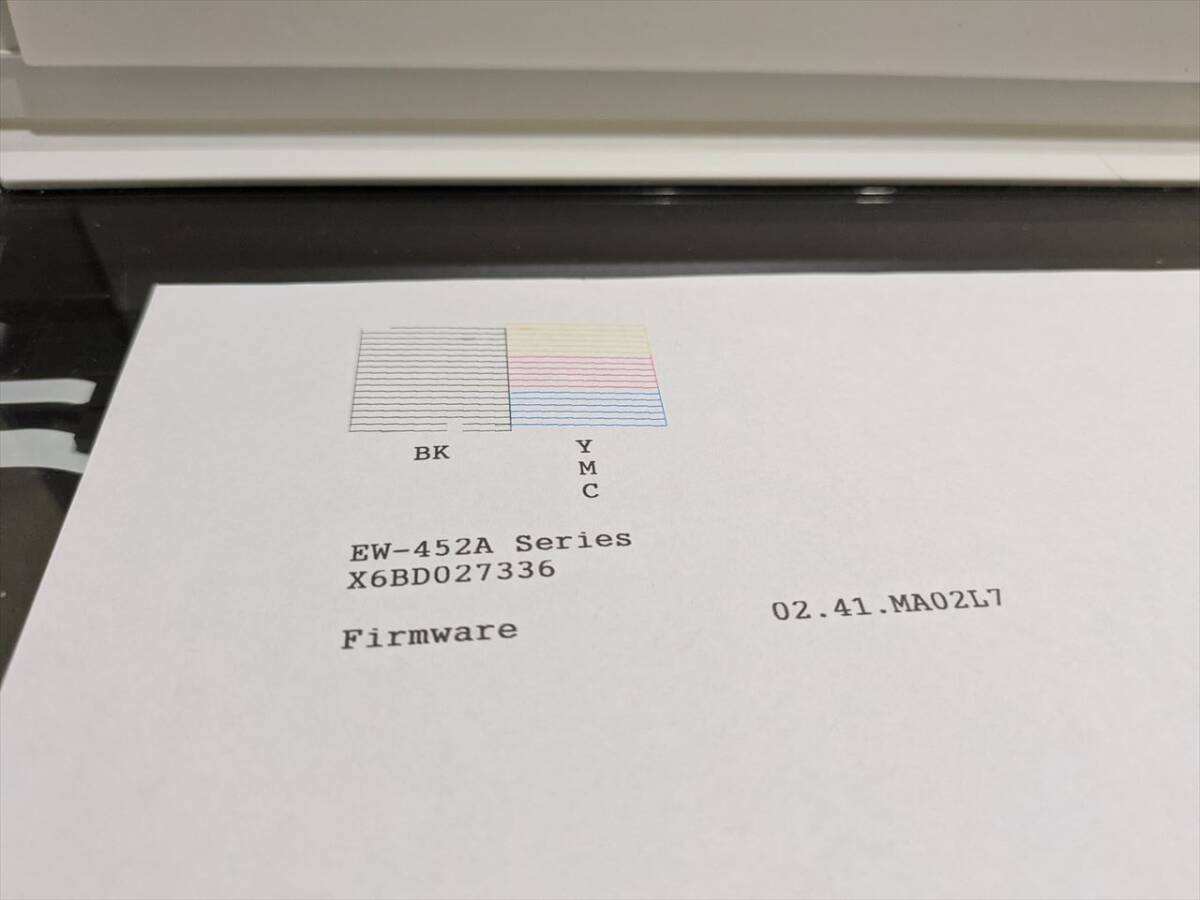 BK
Y
M
C
EW-452A Series
X6BD027336
Firmware 02.41.MA02L7